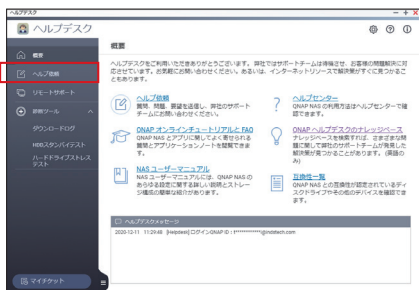 ヘルプデスク
ヘルプデスク
概要
ヘルプ依頼
リモートサポート
診断ツール
ダウンロードログ
HDDスタンバイテスト
ハードドライブストレス
テスト
マイチケット
概要
ヘルプデスクをご利用いただきありがとうございます。 弊社ではサポートチームは待機させ、お客様の問題解決に対
応させています。お気軽にお問い合わせください。あるいは、インターネットリソースで解決策がすぐに見つかるこ
ともあります。
ヘルプ依頼
質問、問題、要望を送信し、弊社のサポート
チームにお問い合わせください。
ヘルプセンター
QNAP NAS の利用方法はヘルプセンターで確
認できます。
QNAP オンラインチュートリアルと FAQ
QNAP NAS とアプリに関してよく寄せられる
質問とアプリケーションノートを閲覧できま
す。
QNAP ヘルプデスクのナレッジベース
ナレッジベースを検索すれば、さまざまな問
題に関して弊社のサポートチームが発見した
解決策が見つかることがあります。(英語の
み)
NAS ユーザーマニュアル
NAS ユーザーマニュアルには、QNAP NAS の
あらゆる設定に関する詳しい説明とストレー
ジ構成の簡単な紹介があります。
互換性一覧
QNAP NAS との互換性が認定されているディ
スクドライブやその他のデバイスを確認でき
ます。
ヘルプデスクメッセージ
2020-12-11 11:29:48 [Helpdesk] ログインQNAP ID : t************@inditech.com